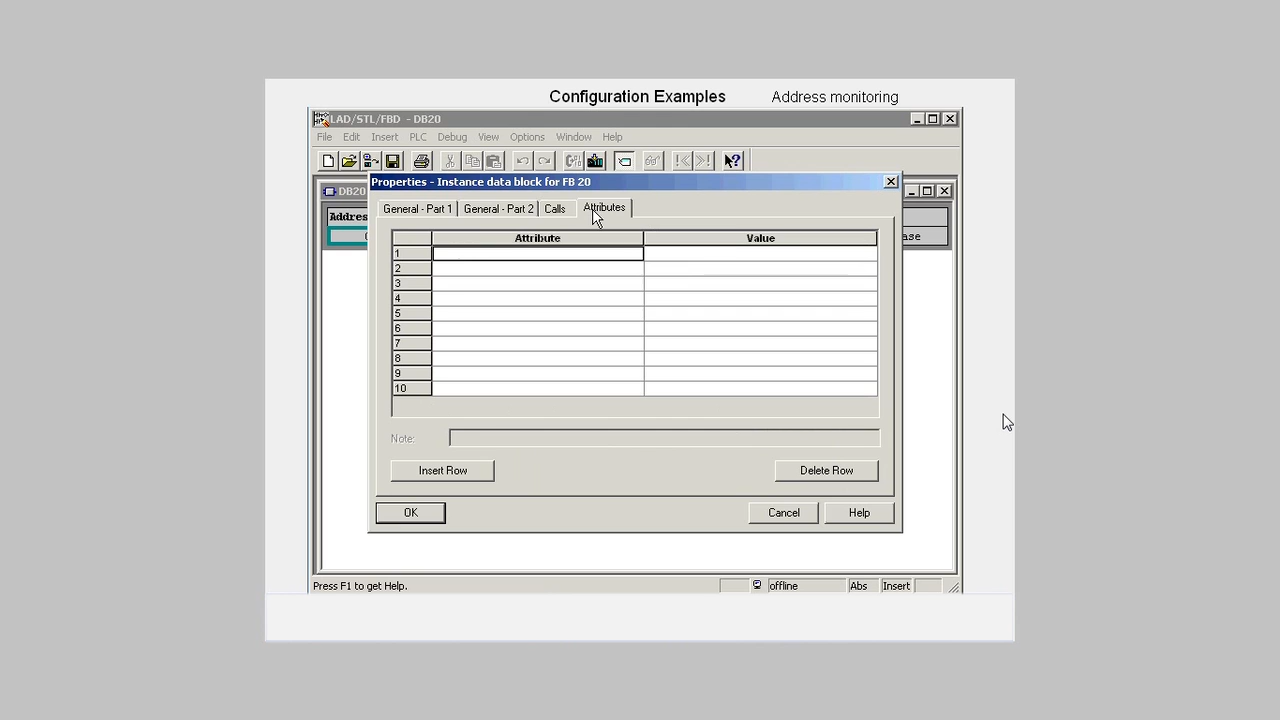 Configuration Examples Address monitoring
LAD/STL/FBD - DB20
File Edit Insert PLC Debug View Options Window Help
Properties - Instance data block for FB 20
DB20
General - Part 1 General - Part 2 Calls Attributes
Attribute Value
1
2
3
4
5
6
7
8
9
10
Note:
Insert Row Delete Row
OK Cancel Help
Press F1 to get Help. offline Abs Insert